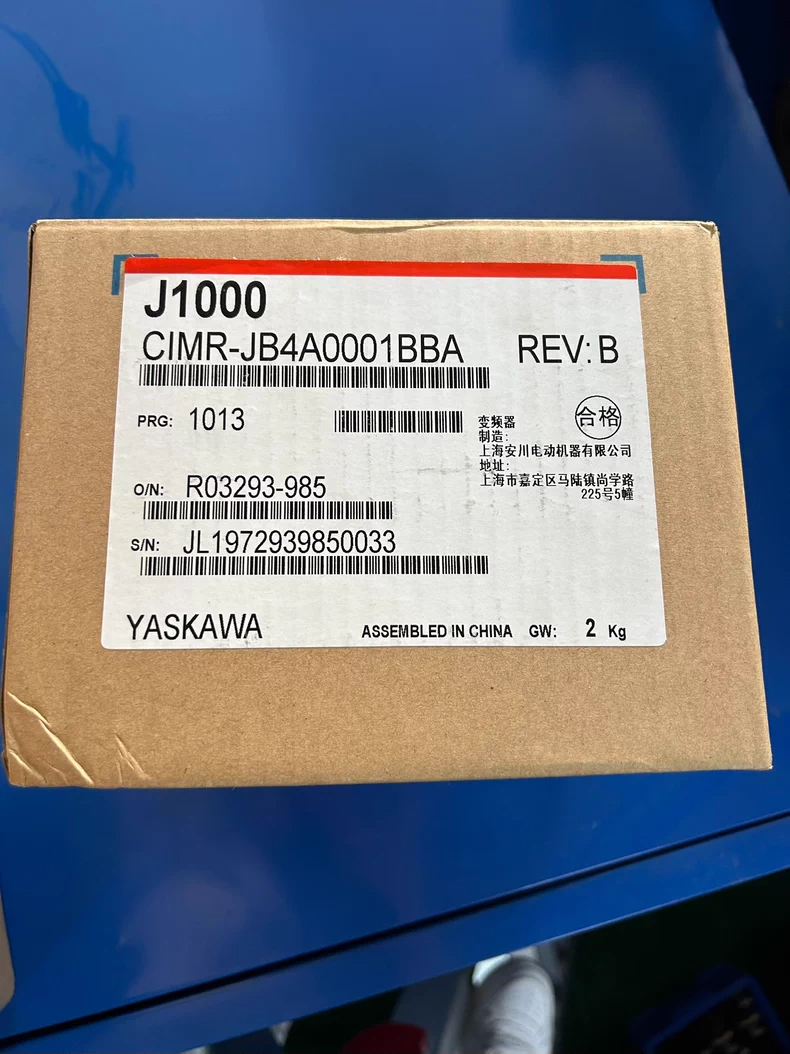 J1000
CIMR-JB4A0001BBA REV: B
PRG: 1013
变频器
合格
制造:
上海安川电动机器有限公司
地址:
上海市嘉定区马陆镇尚学路
225号5幢
O/N: R03293-985
S/N: JL1972939850033
YASKAWA ASSEMBLED IN CHINA GW: 2 Kg